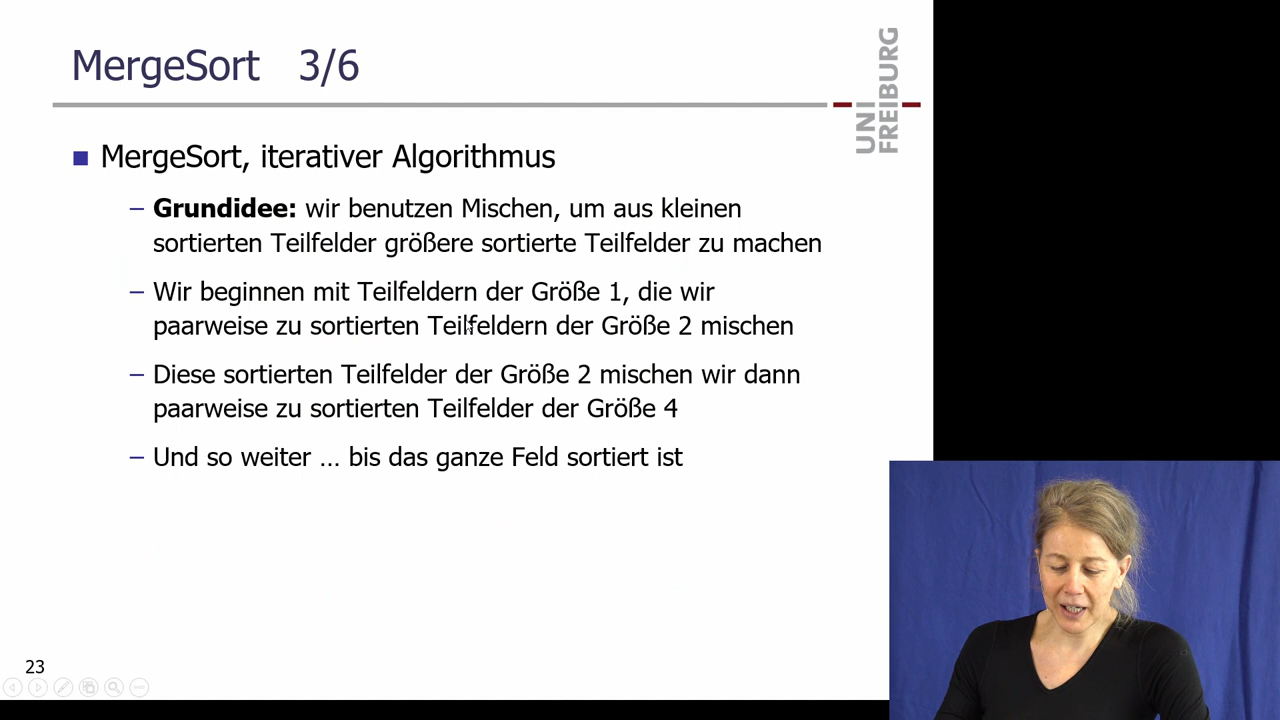 MergeSort 3/6
UNI
FREIBURG
MergeSort, iterativer Algorithmus
– Grundidee: wir benutzen Mischen, um aus kleinen
sortierten Teilfelder größere sortierte Teilfelder zu machen
– Wir beginnen mit Teilfeldern der Größe 1, die wir
paarweise zu sortierten Teilfeldern der Größe 2 mischen
– Diese sortierten Teilfelder der Größe 2 mischen wir dann
paarweise zu sortierten Teilfelder der Größe 4
– Und so weiter … bis das ganze Feld sortiert ist
23